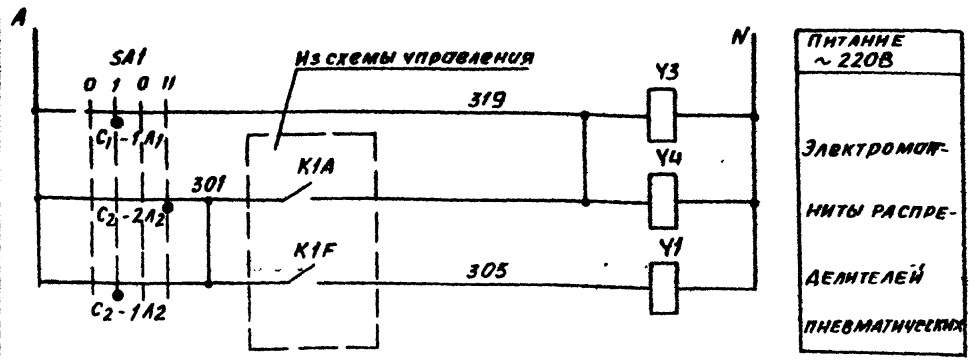 A
N
SA1
Из схемы управления
0 1 0 II
319
Y3
C1-1Л1
K1A
Y4
301
C2-2Л2
K1F
305
Y1
C2-1Л2
Питание
~ 220В
Электромаг-
ниты распре-
делителей
пневматических